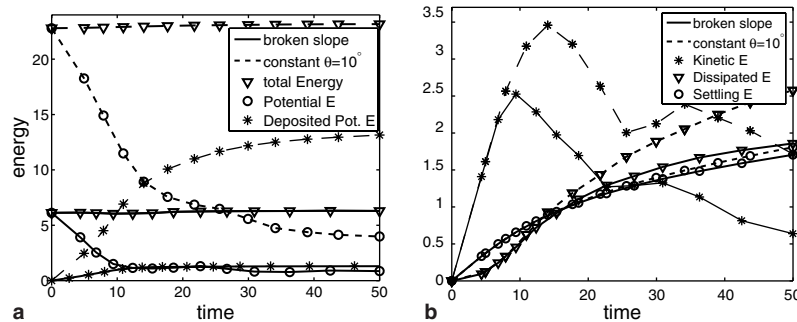 20
15
10
5
0
0 10 20 30 40 50
energy
time
a
broken slope
constant θ=10°
total Energy
Potential E
Deposited Pot. E
3.5
3
2.5
2
1.5
1
0.5
0
0 10 20 30 40 50
time
b
broken slope
constant θ=10°
Kinetic E
Dissipated E
Settling E